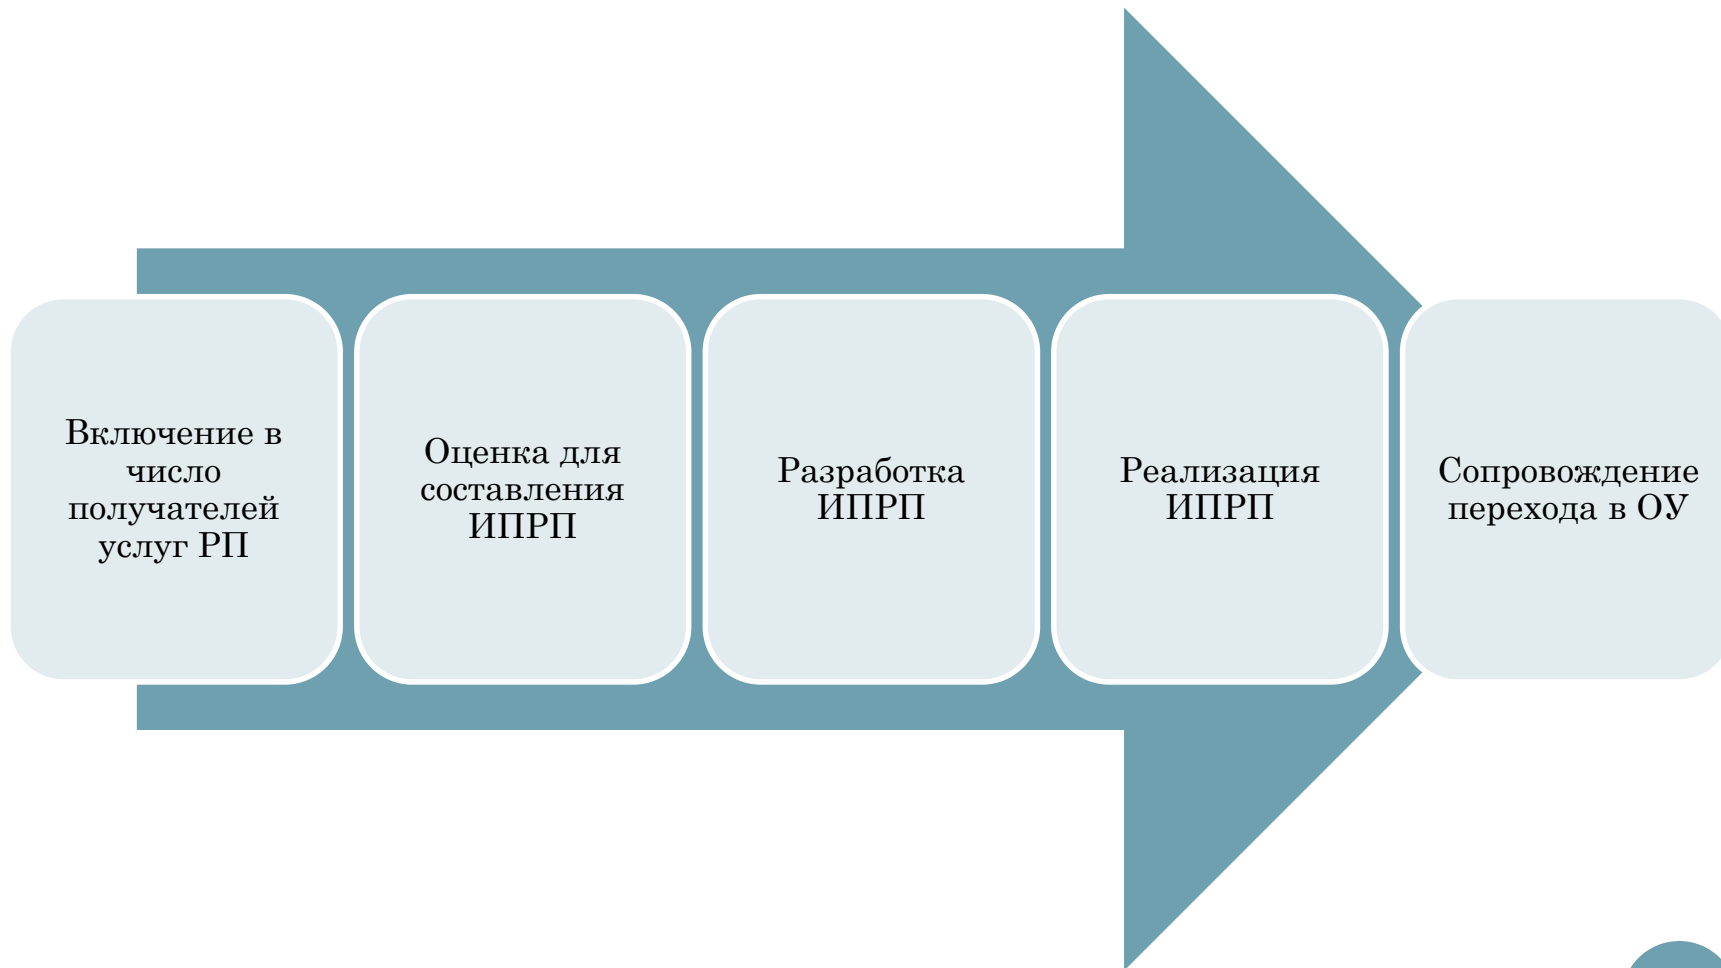 Включение в
число
получателей
услуг РП
Оценка для
составления
ИПРП
Разработка
ИПРП
Реализация
ИПРП
Сопровождение
перехода в ОУ